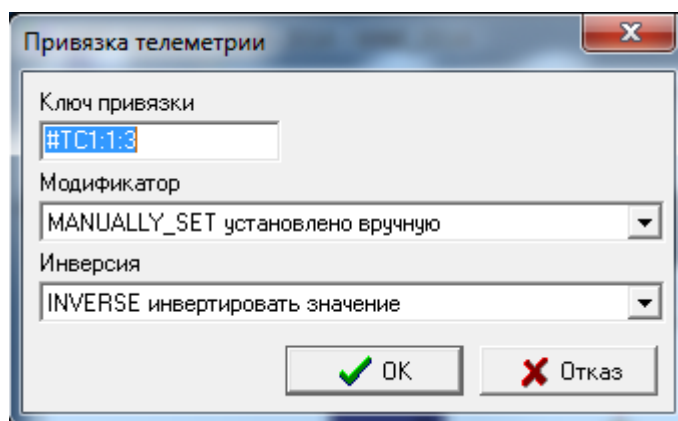 Привязка телеметрии
Ключ привязки
#TC1:1:3
Модификатор
MANUALLY_SET установлено вручную
Инверсия
INVERSE инвертировать значение
OK
Отказ